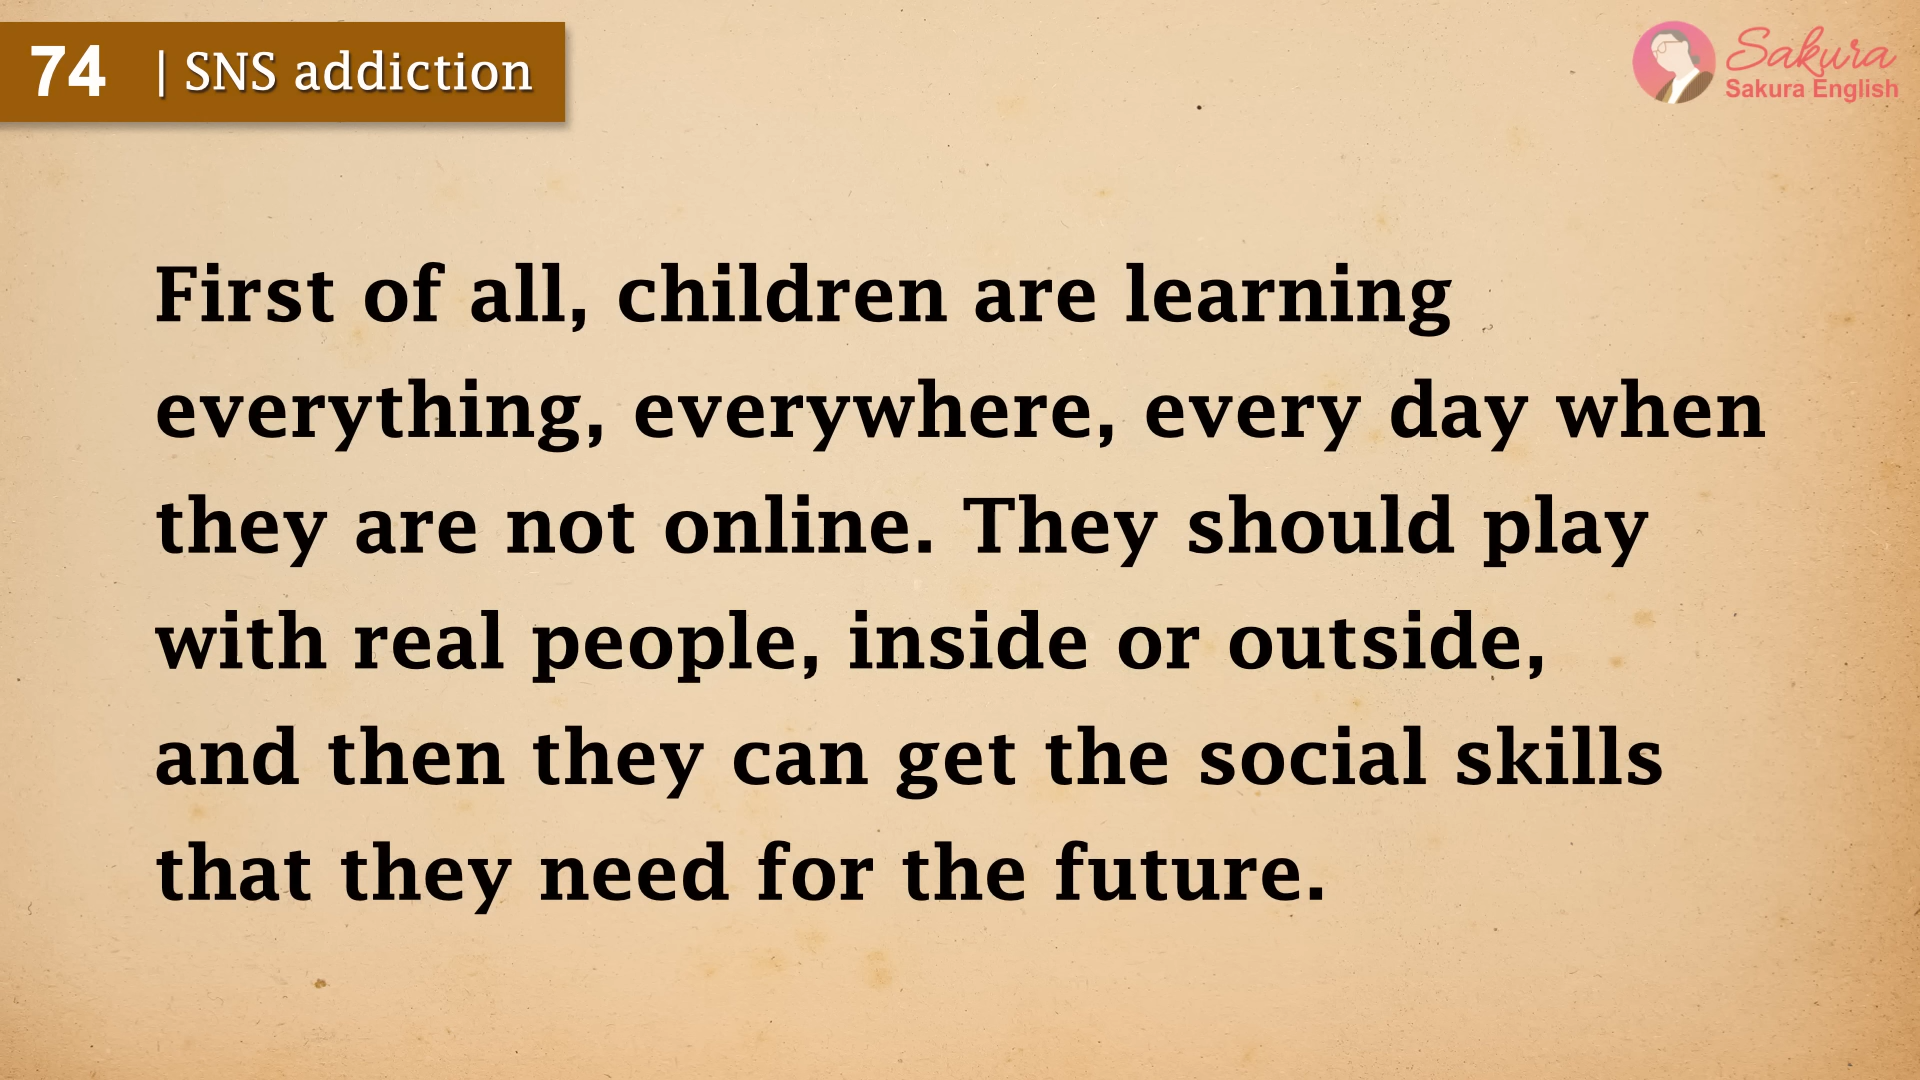 74 | SNS addiction
Sakura
Sakura English
First of all, children are learning
everything, everywhere, every day when
they are not online. They should play
with real people, inside or outside,
and then they can get the social skills
that they need for the future.